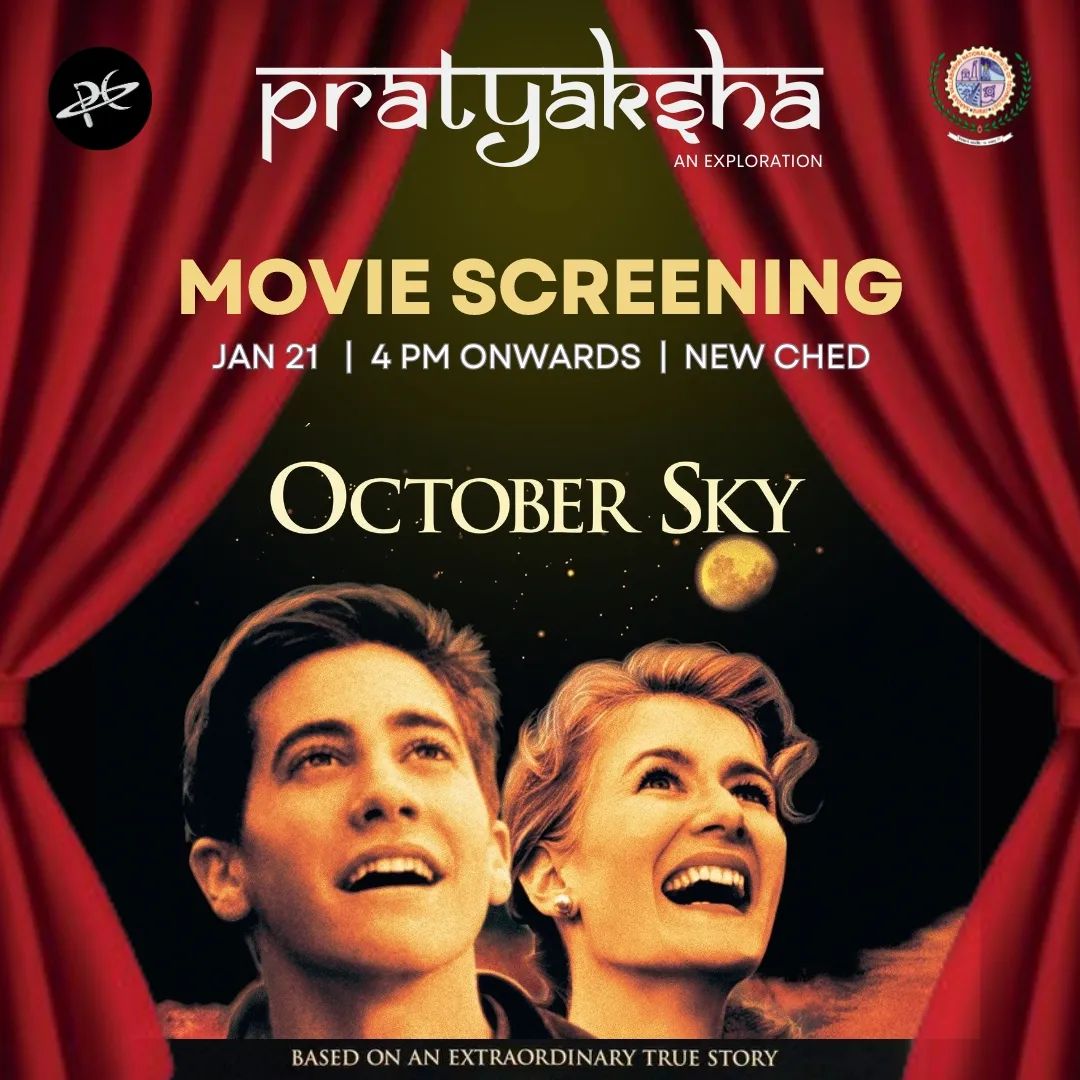 pratyaksha
AN EXPLORATION
MOVIE SCREENING
JAN 21 | 4 PM ONWARDS | NEW CHED
OCTOBER SKY
BASED ON AN EXTRAORDINARY TRUE STORY